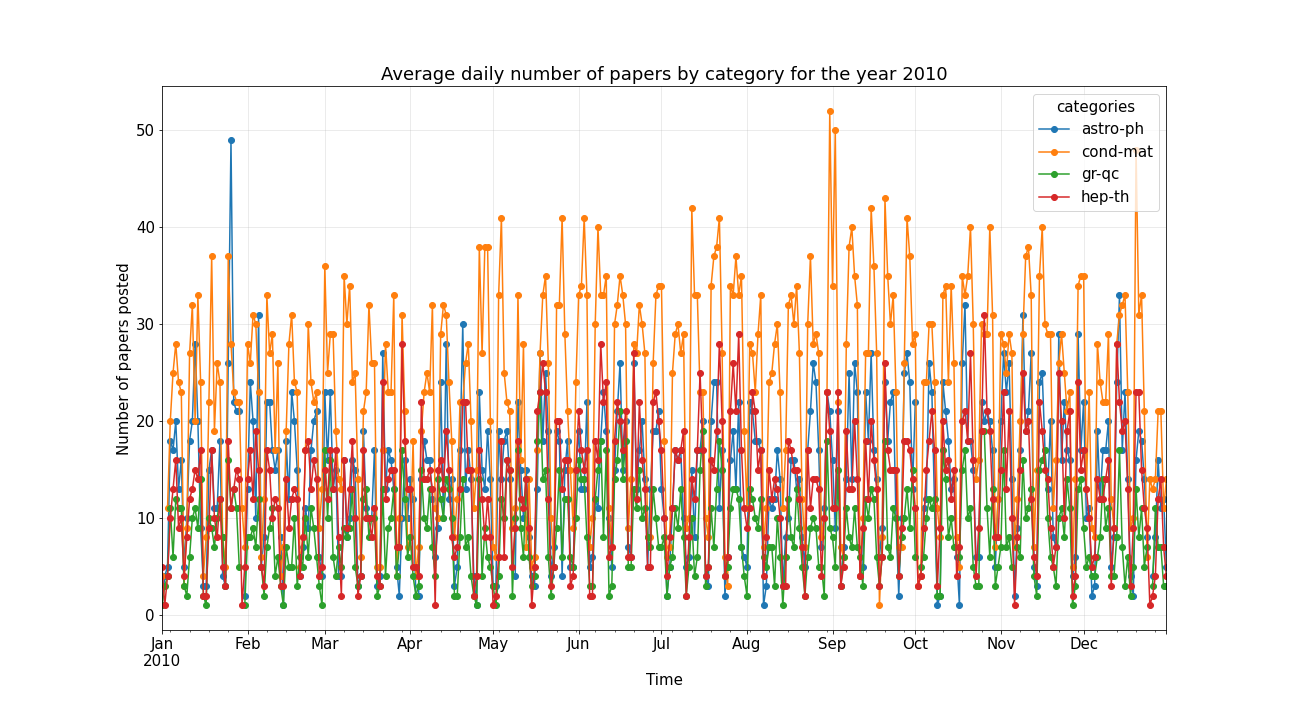 Average daily number of papers by category for the year 2010
categories
astro-ph
cond-mat
gr-qc
hep-th
Number of papers posted
50
40
30
20
10
0
Jan Feb Mar Apr May Jun Jul Aug Sep Oct Nov Dec
2010
Time